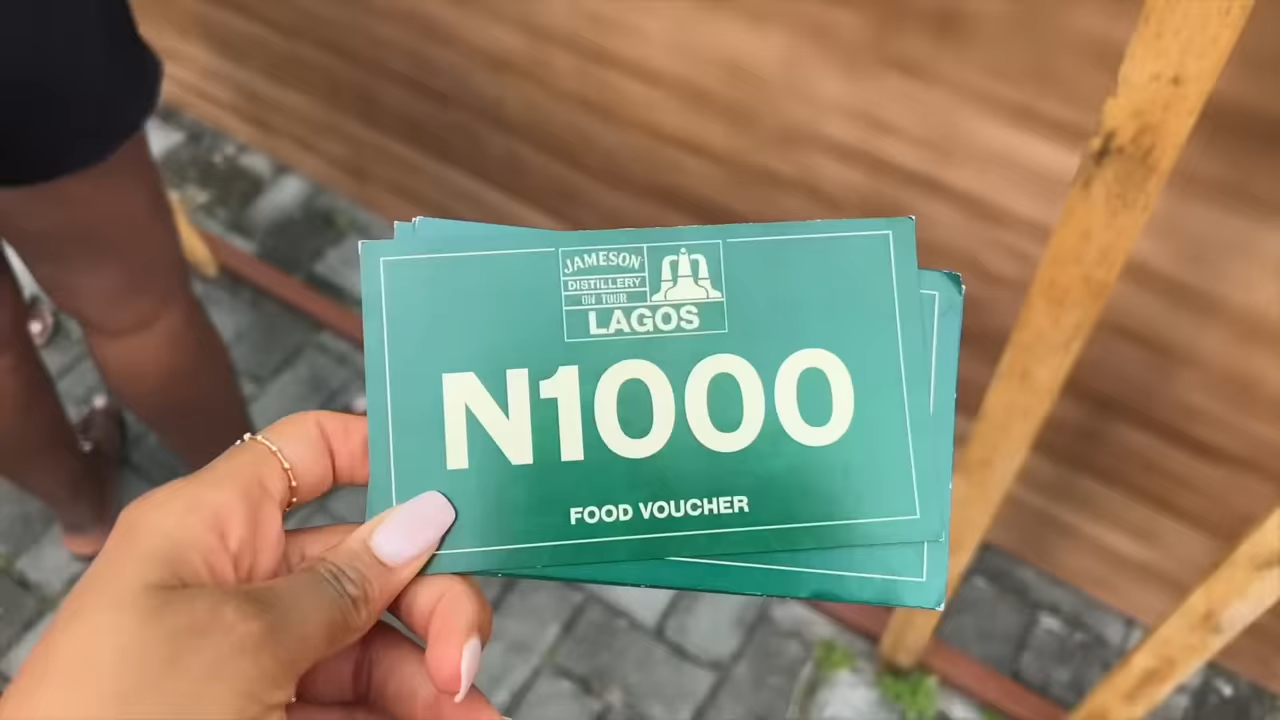 JAMESON
DISTILLERY
ON TOUR
LAGOS
N1000
FOOD VOUCHER